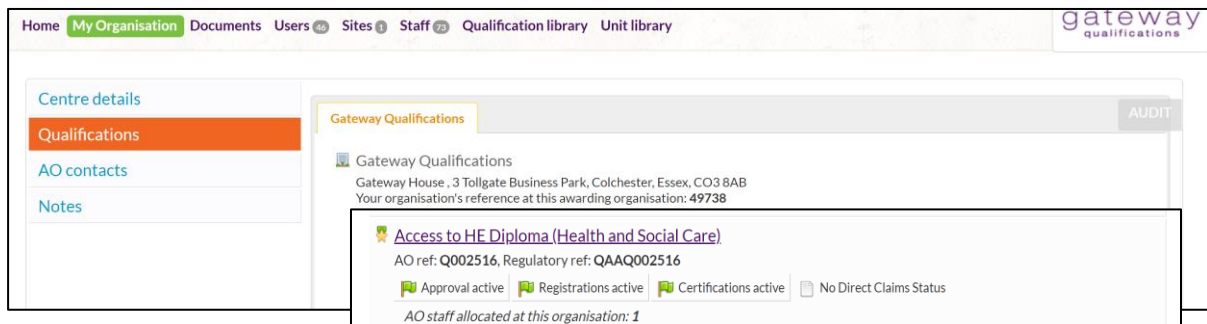 Home My Organisation Documents Users 46 Sites 1 Staff 73 Qualification library Unit library
gateway
qualifications
Centre details
Qualifications
AO contacts
Notes
Gateway Qualifications
AUDIT
Gateway Qualifications
Gateway House , 3 Tollgate Business Park, Colchester, Essex, CO3 8AB
Your organisation's reference at this awarding organisation: 49738
Access to HE Diploma (Health and Social Care)
AO ref: Q002516, Regulatory ref: QAAQ002516
Approval active Registrations active Certifications active No Direct Claims Status
AO staff allocated at this organisation: 1